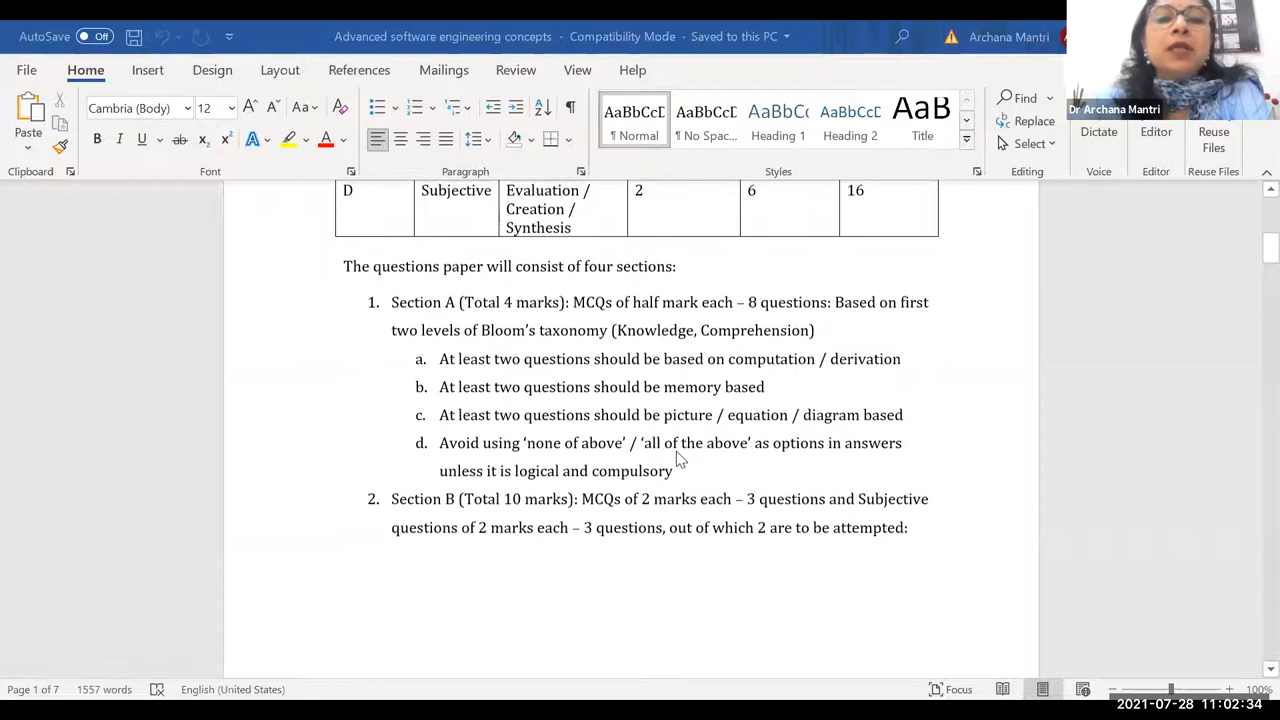 AutoSave Off Advanced software engineering concepts - Compatibility Mode - Saved to this PC Archana Mantri
File Home Insert Design Layout References Mailings Review View Help
Dr Archana Mantri
Paste
Cambria (Body) 12 Aa
B I U ab x₂ x² A A
AaBbCcD AaBbCcD AaBbCc AaBbCcD AaB
¶ Normal ¶ No Spac... Heading 1 Heading 2 Title
Find
Replace
Select
Dictate Editor Reuse
Files
Clipboard Font Paragraph Styles Editing Voice Editor Reuse Files
D Subjective Evaluation / 2 6 16
Creation /
Synthesis
The questions paper will consist of four sections:
1. Section A (Total 4 marks): MCQs of half mark each – 8 questions: Based on first
two levels of Bloom’s taxonomy (Knowledge, Comprehension)
a. At least two questions should be based on computation / derivation
b. At least two questions should be memory based
c. At least two questions should be picture / equation / diagram based
d. Avoid using ‘none of above’ / ‘all of the above’ as options in answers
unless it is logical and compulsory
2. Section B (Total 10 marks): MCQs of 2 marks each – 3 questions and Subjective
questions of 2 marks each – 3 questions, out of which 2 are to be attempted:
Page 1 of 7 1557 words English (United States) Focus 100%
2021-07-28 11:02:34